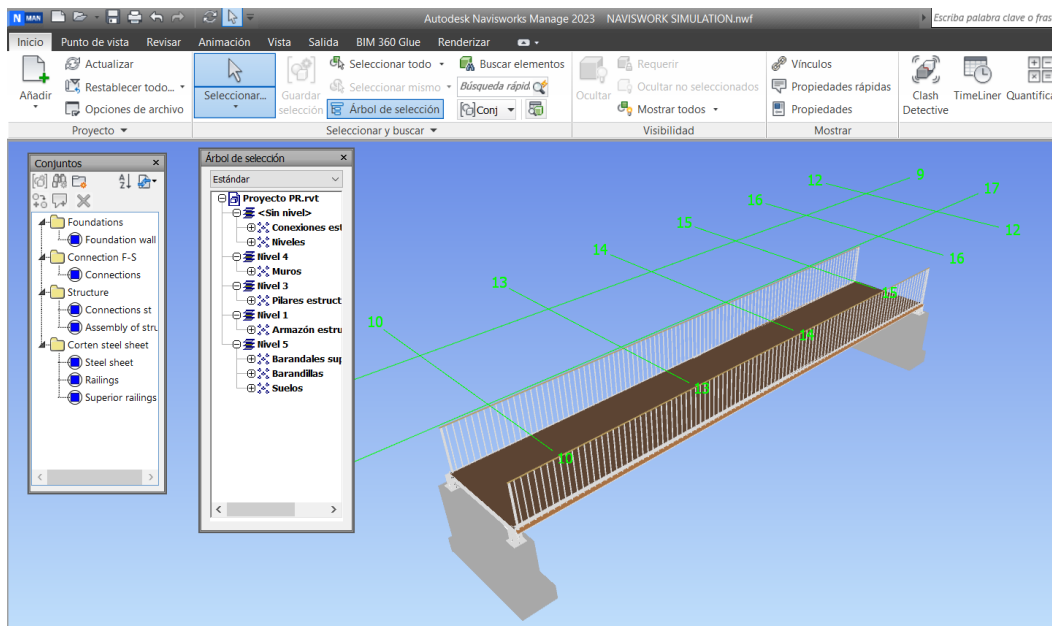 N MAN
Autodesk Navisworks Manage 2023 NAVISWORK SIMULATION.nwf
Escriba palabra clave o fras
Inicio Punto de vista Revisar Animación Vista Salida BIM 360 Glue Renderizar
Añadir
Actualizar
Restablecer todo...
Opciones de archivo
Proyecto
Seleccionar...
Guardar
selección
Seleccionar todo
Seleccionar mismo
Árbol de selección
Buscar elementos
Búsqueda rápid
Conj
Seleccionar y buscar
Ocultar
Requerir
Ocultar no seleccionados
Mostrar todos
Visibilidad
Vínculos
Propiedades rápidas
Propiedades
Mostrar
Clash
Detective
TimeLiner
Quantifica
Conjuntos
Foundations
Foundation wall
Connection F-S
Connections
Structure
Connections st
Assembly of stru
Corten steel sheet
Steel sheet
Railings
Superior railings
Árbol de selección
Estándar
Proyecto PR.rvt
<Sin nivel>
Conexiones est
Niveles
Nivel 4
Muros
Nivel 3
Pilares estruct
Nivel 1
Armazón estru
Nivel 5
Barandales sup
Barandillas
Suelos
9
12
17
16
15
12
14
16
13
15
10
14
13
10